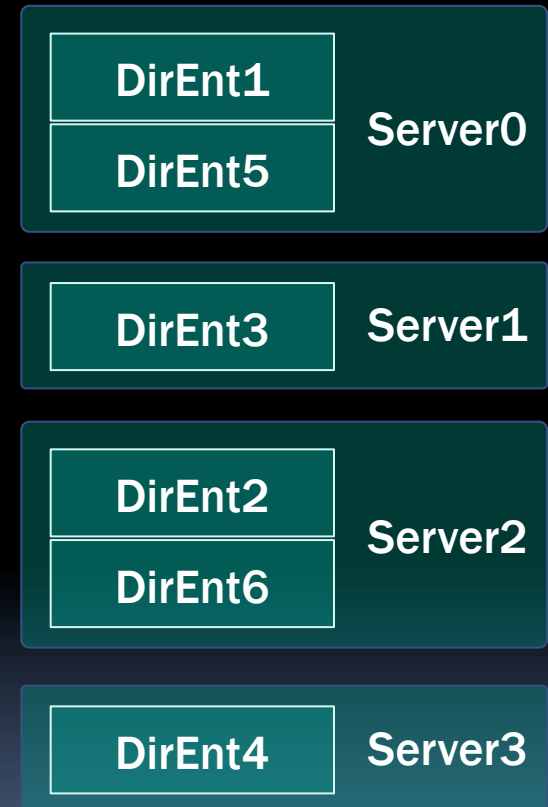 DirEnt1
Server0
DirEnt5
DirEnt3
Server1
DirEnt2
Server2
DirEnt6
DirEnt4
Server3